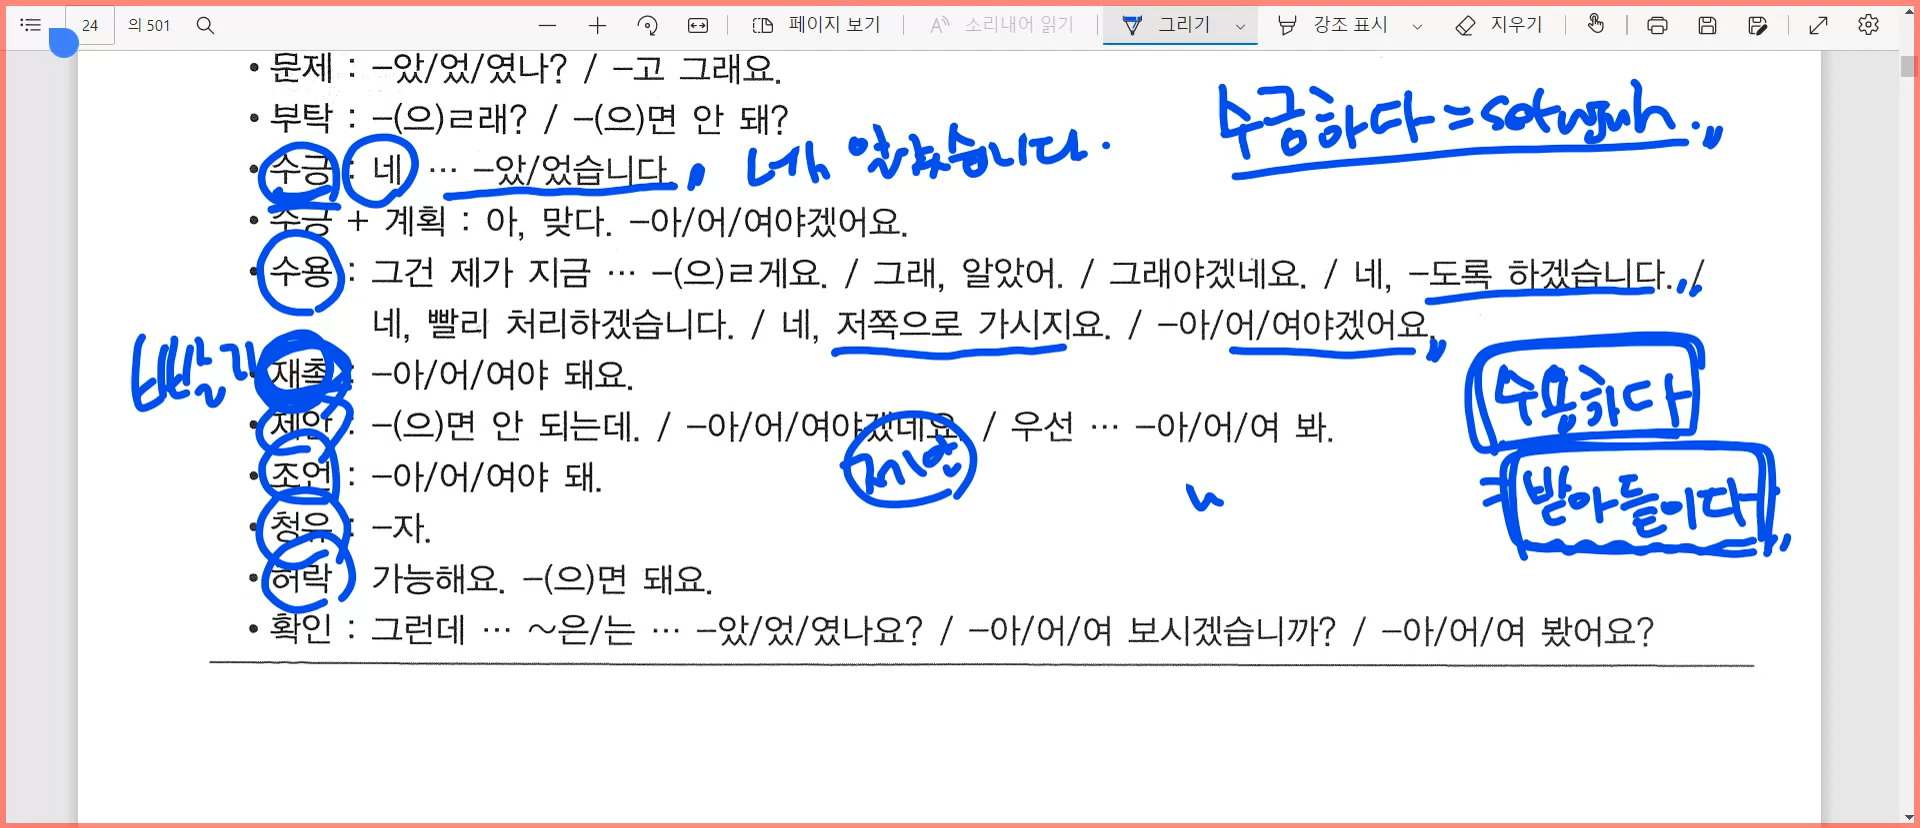 24 의 501 페이지 보기 소리내어 읽기 그리기 강조 표시 지우기
• 문제 : –았/었/였나? / –고 그래요.
• 부탁 : –(으)ㄹ래? / –(으)면 안 돼?
수긍하다 =
• 수긍 : 네 … –았/었습니다. 네, 알았습니다.
• 수긍 + 계획 : 아, 맞다. –아/어/여야겠어요.
• 수용 : 그건 제가 지금 … –(으)ㄹ게요. / 그래, 알았어. / 그래야겠네요. / 네, –도록 하겠습니다. /
네, 빨리 처리하겠습니다. / 네, 저쪽으로 가시지요. / –아/어/여야겠어요.
빨리
• 재촉 : –아/어/여야 돼요.
수용하다
• 제안 : –(으)면 안 되는데. / –아/어/여야겠네요. / 우선 … –아/어/여 봐.
제안
• 조언 : –아/어/여야 돼.
= 받아들이다
• 청유 : –자.
• 허락 : 가능해요. –(으)면 돼요.
• 확인 : 그런데 … ~은/는 … –았/었/였나요? / –아/어/여 보시겠습니까? / –아/어/여 봤어요?